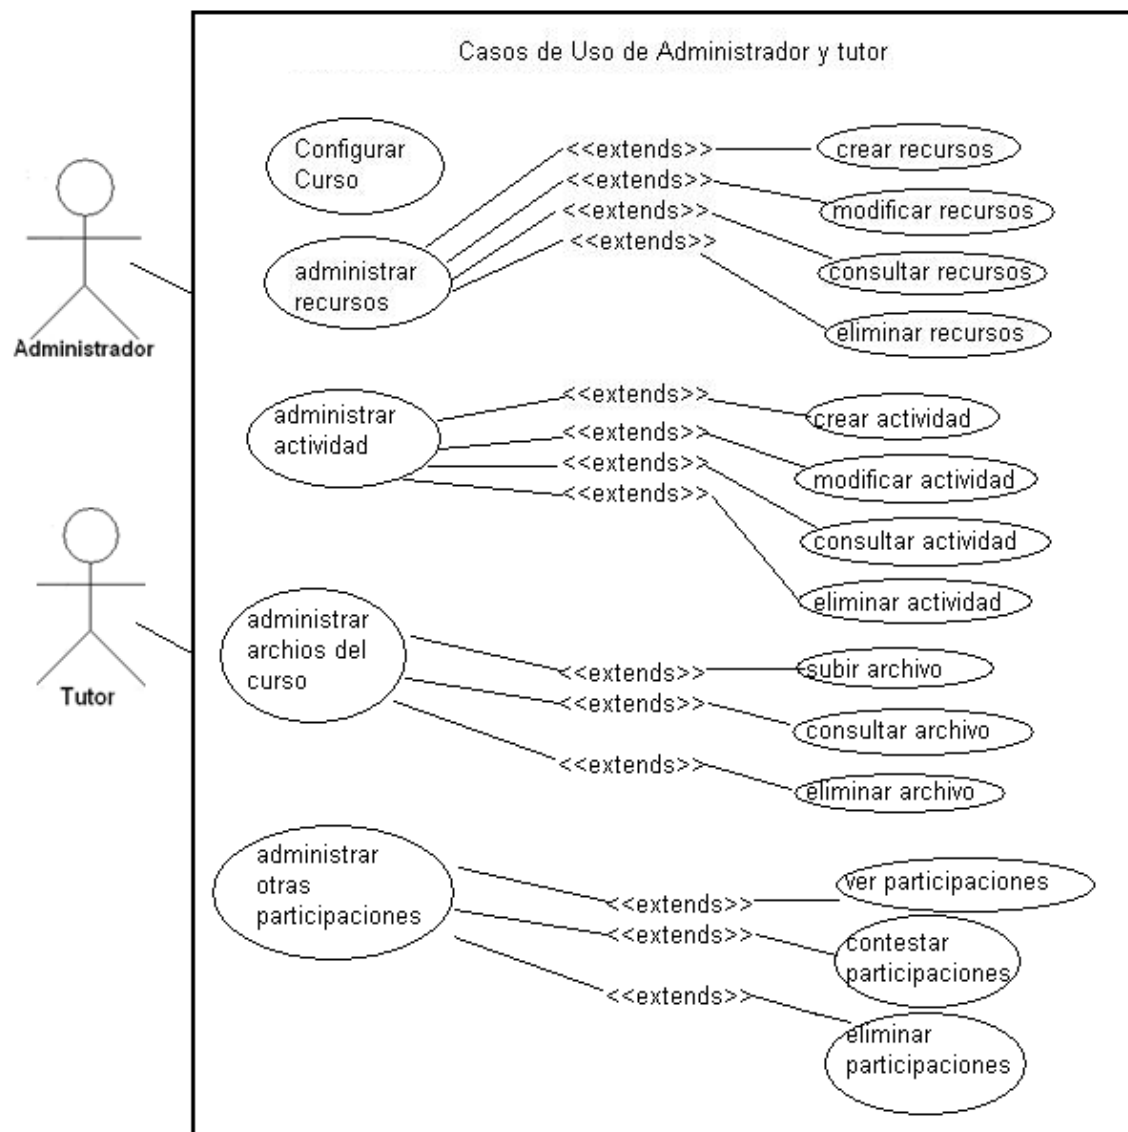 Casos de Uso de Administrador y tutor
Configurar
Curso
<<extends>>
crear recursos
<<extends>>
modificar recursos
<<extends>>
consultar recursos
<<extends>>
eliminar recursos
administrar
recursos
Administrador
administrar
actividad
<<extends>>
crear actividad
<<extends>>
modificar actividad
<<extends>>
consultar actividad
<<extends>>
eliminar actividad
Tutor
administrar
archios del
curso
<<extends>>
subir archivo
<<extends>>
consultar archivo
<<extends>>
eliminar archivo
administrar
otras
participaciones
<<extends>>
ver participaciones
<<extends>>
contestar
participaciones
<<extends>>
eliminar
participaciones